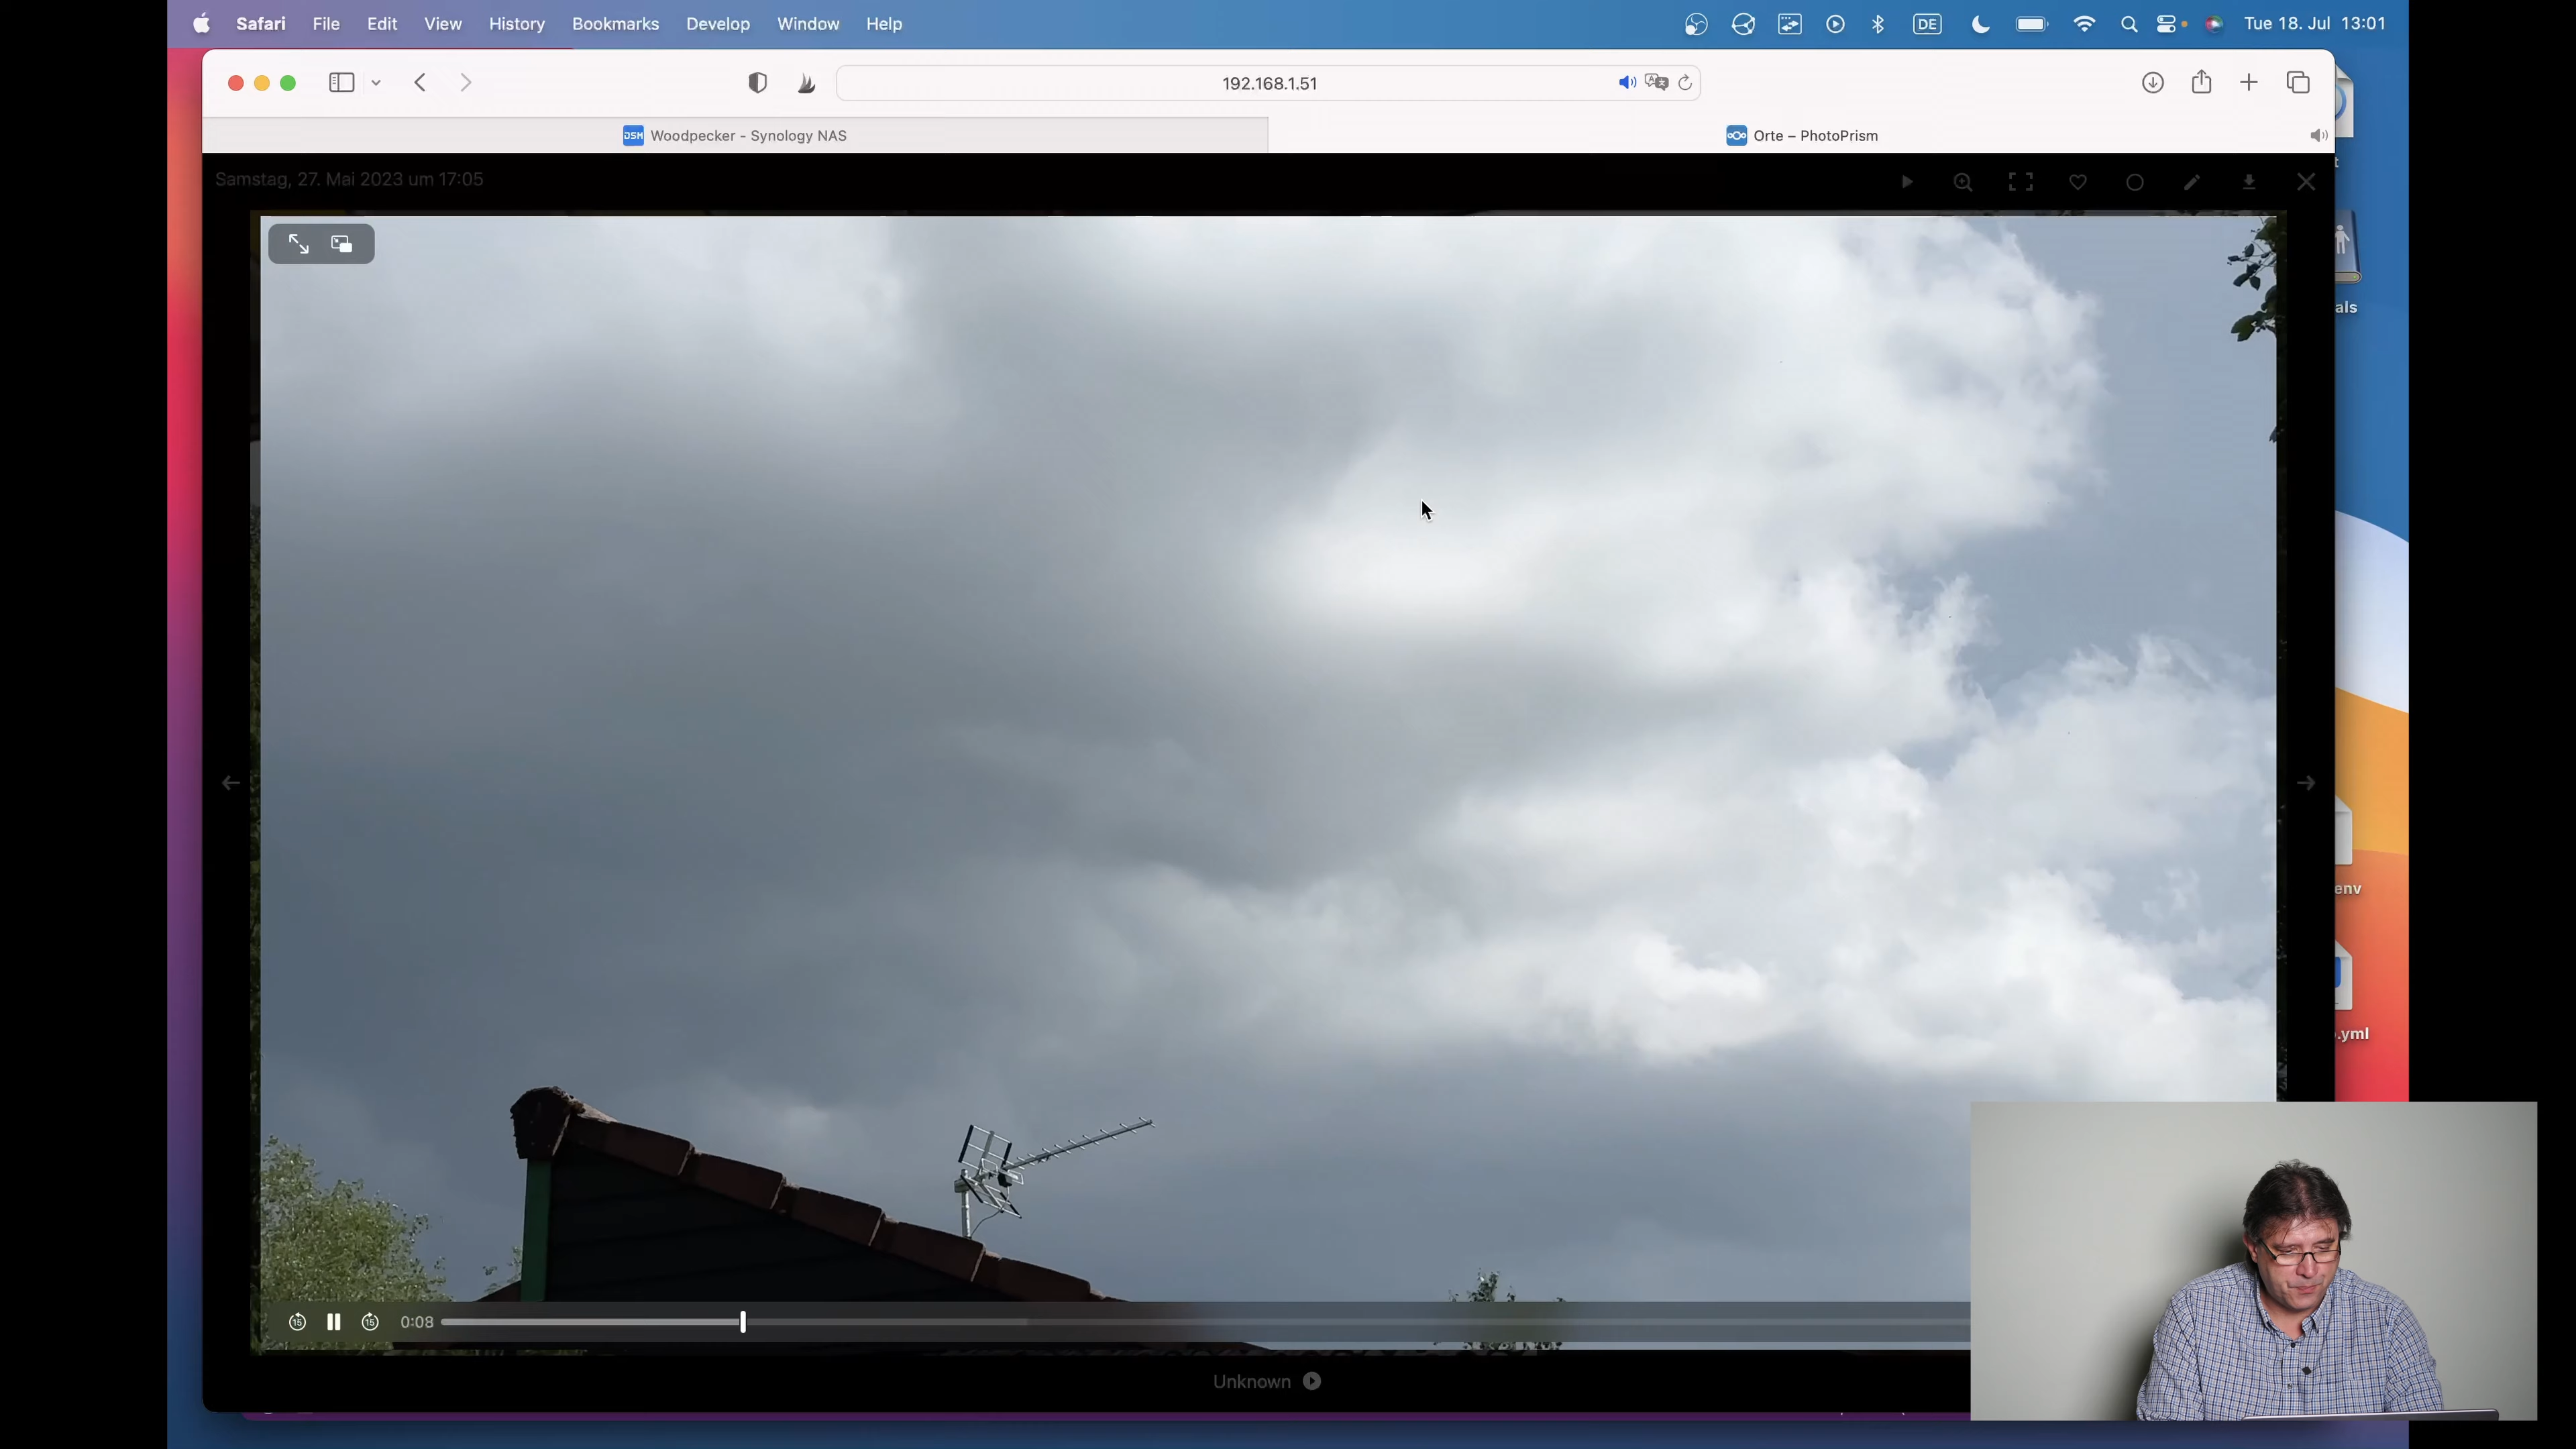 Safari File Edit View History Bookmarks Develop Window Help DE Tue 18. Jul 13:01
192.168.1.51
DSM Woodpecker - Synology NAS
Orte – PhotoPrism
Samstag, 27. Mai 2023 um 17:05
als
env
.yml
15 15 0:08
Unknown